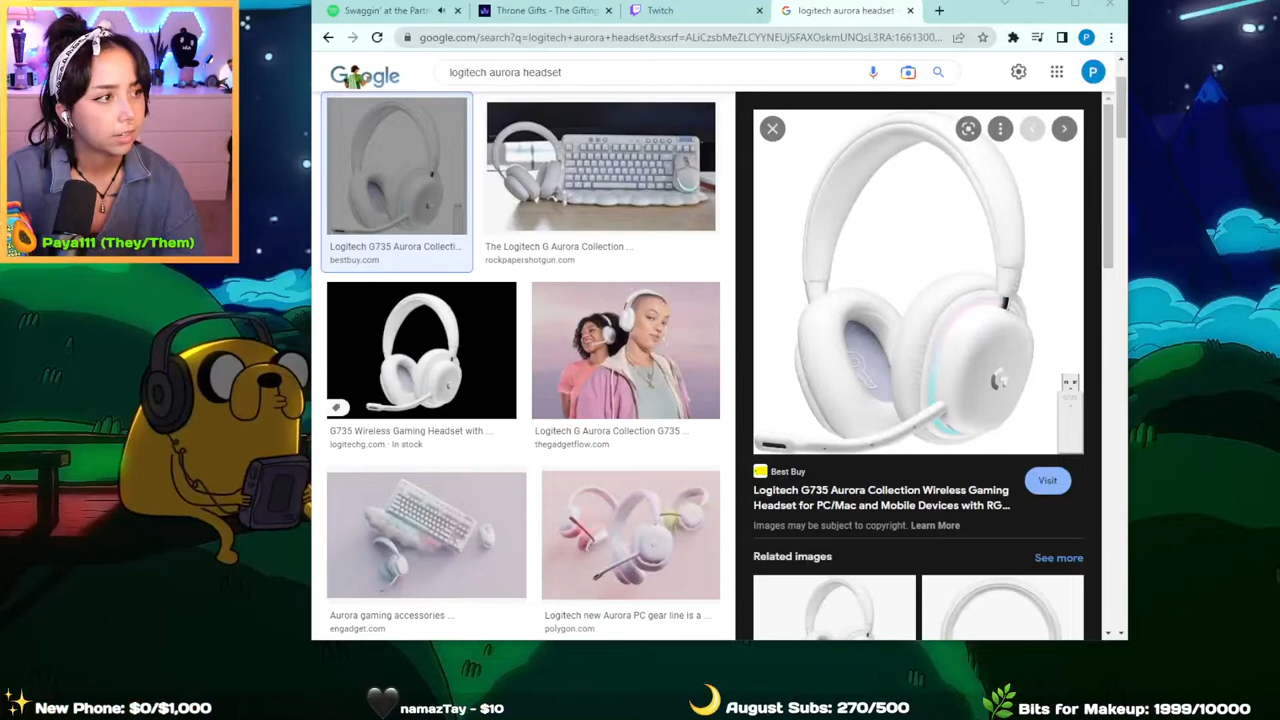 Swaggin' at the Part
Throne Gifts - The Gifting
Twitch
logitech aurora headset
google.com/search?q=logitech+aurora+headset&sxsrf=ALiCzsbMeZLCYYNEUjSFAXOskmUNQsL3RA:1661300...
P
Google
logitech aurora headset
P
Logitech G735 Aurora Collecti...
bestbuy.com
The Logitech G Aurora Collection ...
rockpapershotgun.com
G735 Wireless Gaming Headset with ...
logitechg.com · In stock
Logitech G Aurora Collection G735 ...
thegadgetflow.com
Aurora gaming accessories ...
engadget.com
Logitech new Aurora PC gear line is a ...
polygon.com
G735
Best Buy
Logitech G735 Aurora Collection Wireless Gaming
Headset for PC/Mac and Mobile Devices with RG...
Visit
Images may be subject to copyright. Learn More
Related images
See more
Paya111 (They/Them)
New Phone: $0/$1,000
namazTay - $10
August Subs: 270/500
Bits for Makeup: 1999/10000